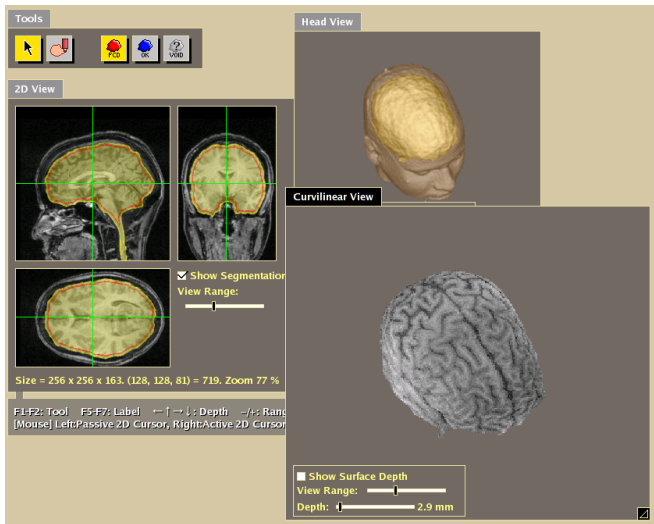 Tools
FCD OK VOID
2D View
Show Segmentation
View Range:
Size = 256 x 256 x 163. (128, 128, 81) = 719. Zoom 77 %
F1-F2: Tool F5-F7: Label ←↑→↓: Depth -/+: Rang
[Mouse] Left:Passive 2D Cursor, Right:Active 2D Cursor
Head View
Curvilinear View
Show Surface Depth
View Range:
Depth: 2.9 mm